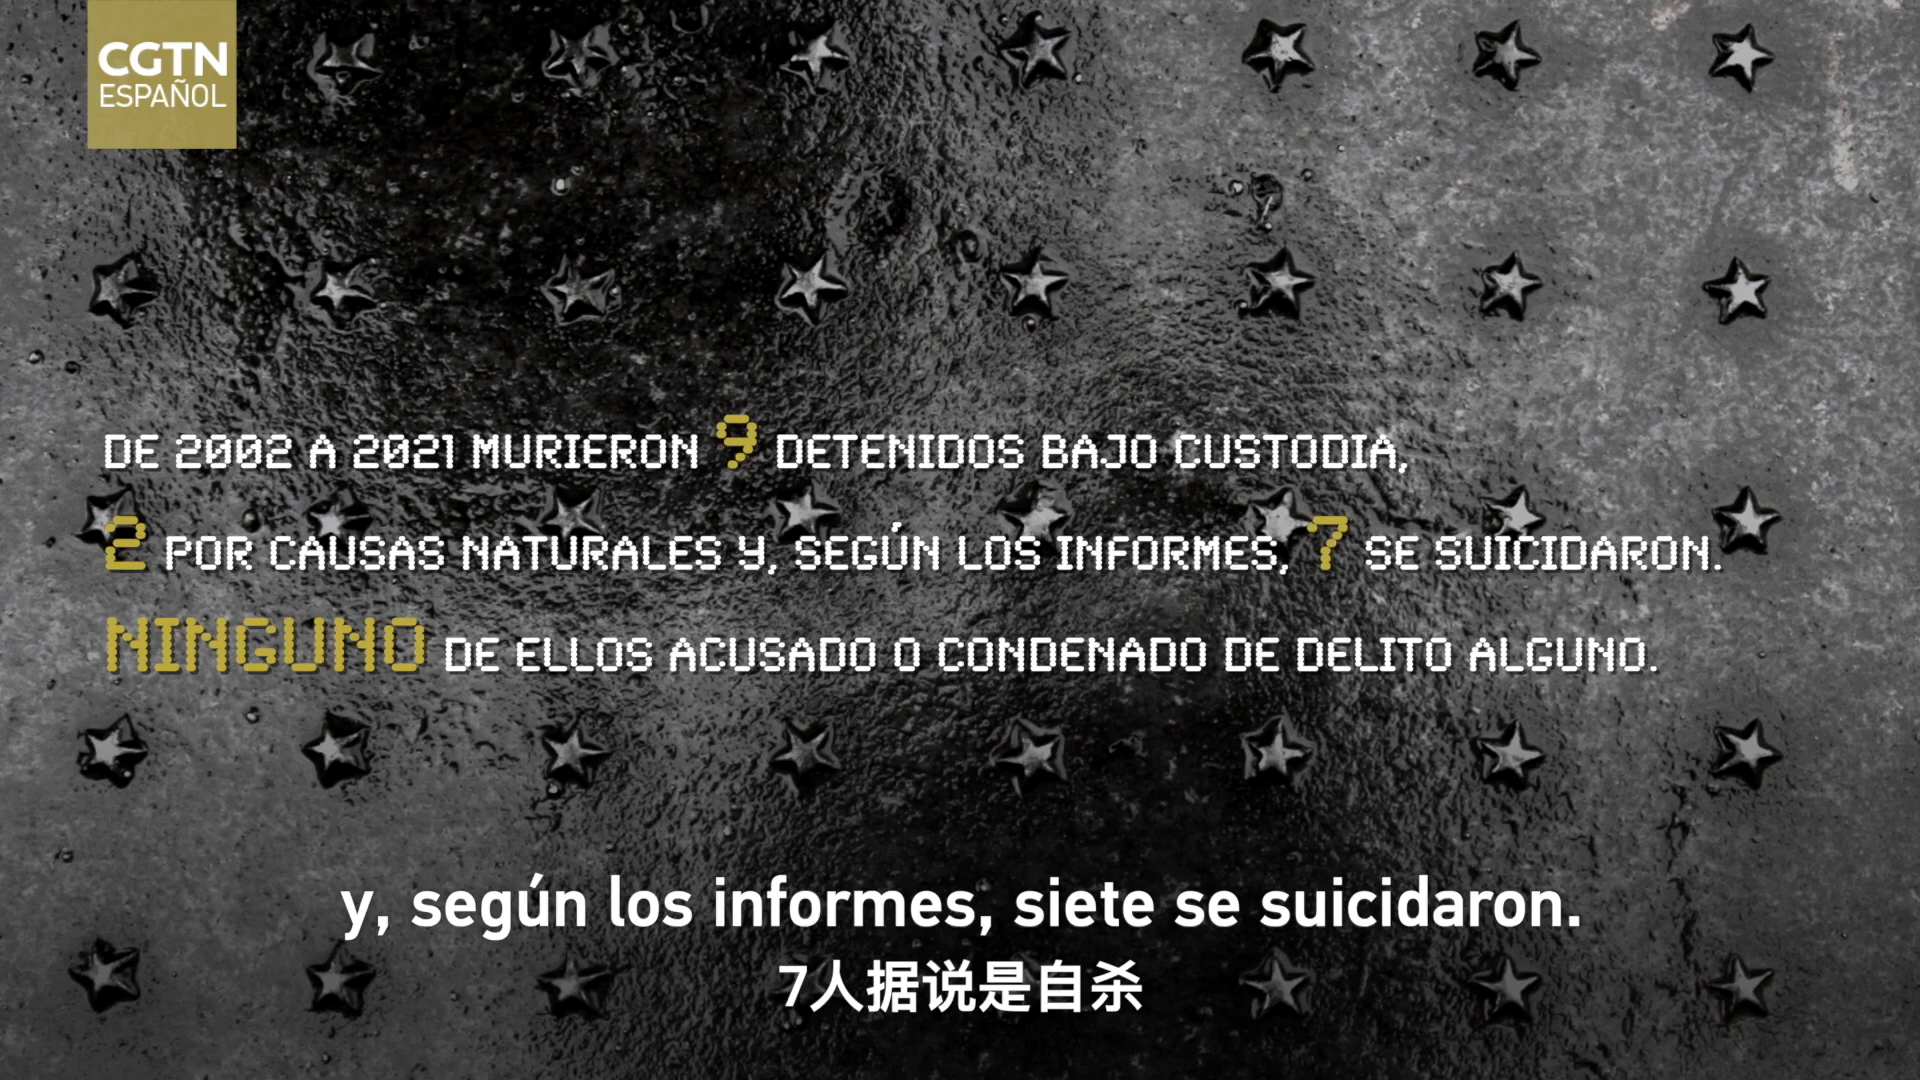 CGTN
ESPAÑOL
DE 2002 A 2021 MURIERON 9 DETENIDOS BAJO CUSTODIA,
2 POR CAUSAS NATURALES Y, SEGÚN LOS INFORMES, 7 SE SUICIDARON.
NINGUNO DE ELLOS ACUSADO O CONDENADO DE DELITO ALGUNO.
y, según los informes, siete se suicidaron.
7人据说是自杀